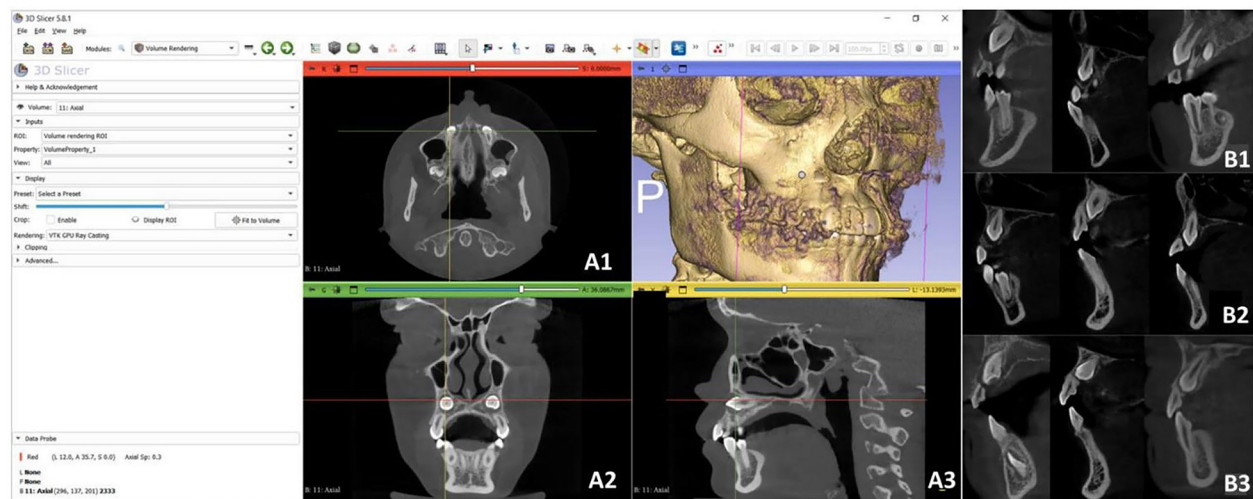 3D Slicer 5.8.1
File Edit View Help
Modules: Volume Rendering
3D Slicer
Help & Acknowledgement
Volume: 11: Axial
Inputs
ROI: Volume rendering ROI
Property: VolumeProperty_1
View: All
Display
Preset: Select a Preset
Shift:
Crop: Enable Display ROI Fit to Volume
Rendering: VTK GPU Ray Casting
Clipping
Advanced...
Data Probe
Red (L 12.0, A 35.7, S 0.0) Axial Sp: 0.3
L None
F None
B 11: Axial (296, 137, 201) 2333
R S: 0.0000mm
B: 11: Axial
A1
1
P
G A: 36.0867mm
B: 11: Axial
A2
Y L: -13.1393mm
B: 11: Axial
A3
B1
B2
B3